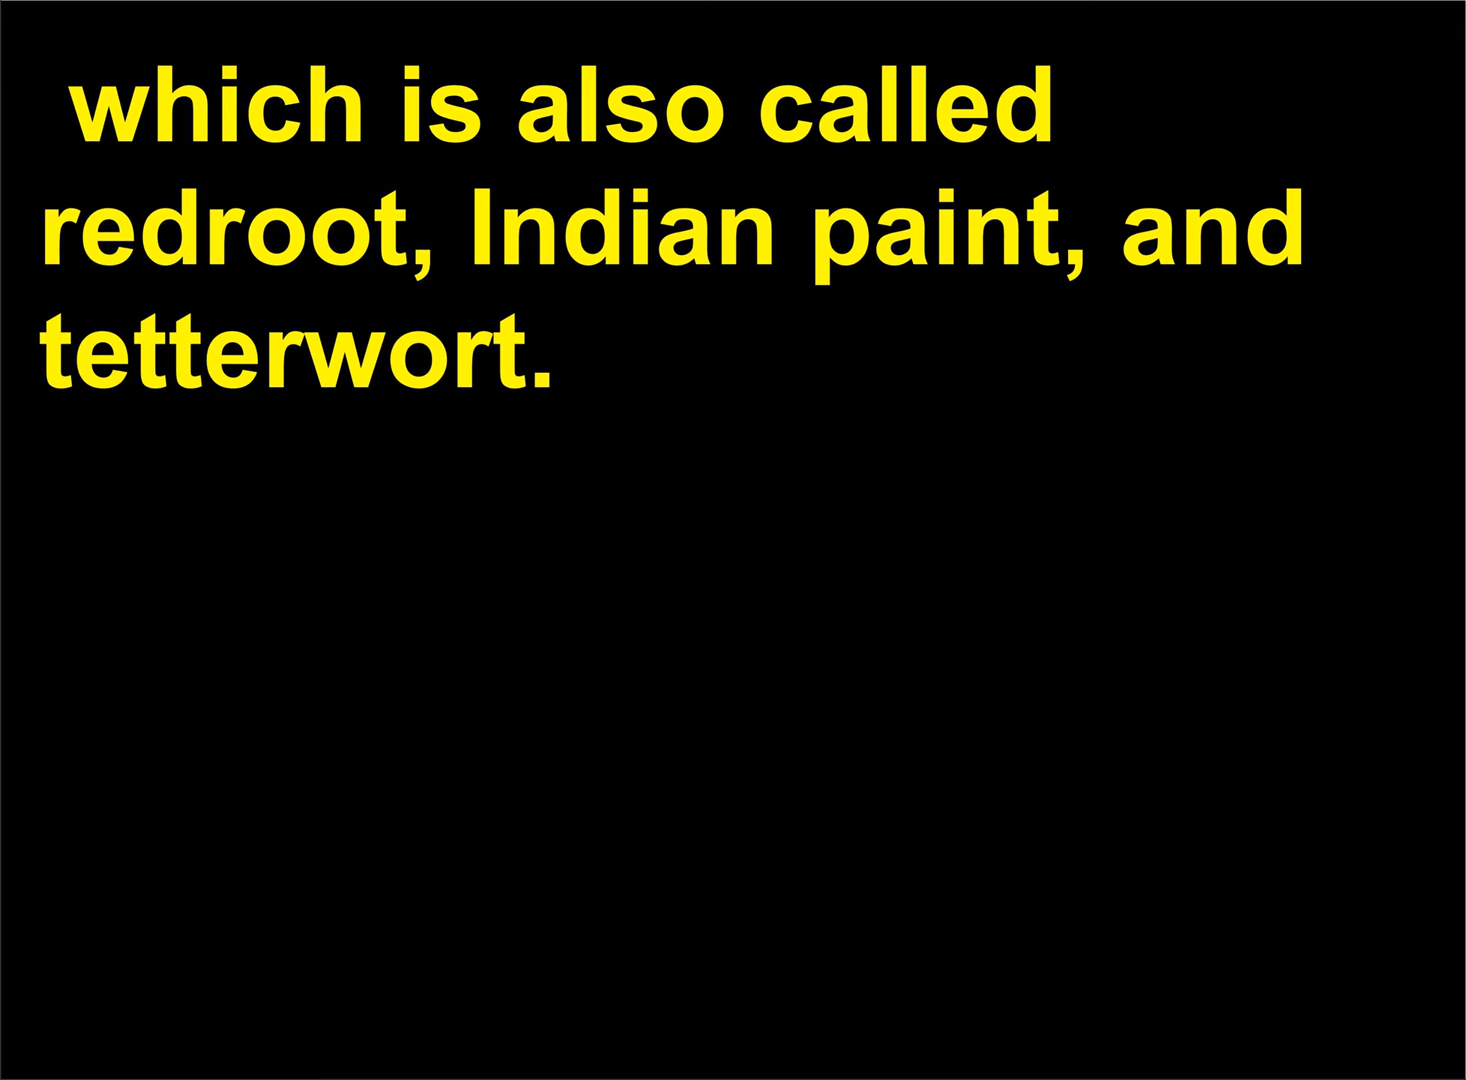 which is also called
redroot, Indian paint, and
tetterwort.